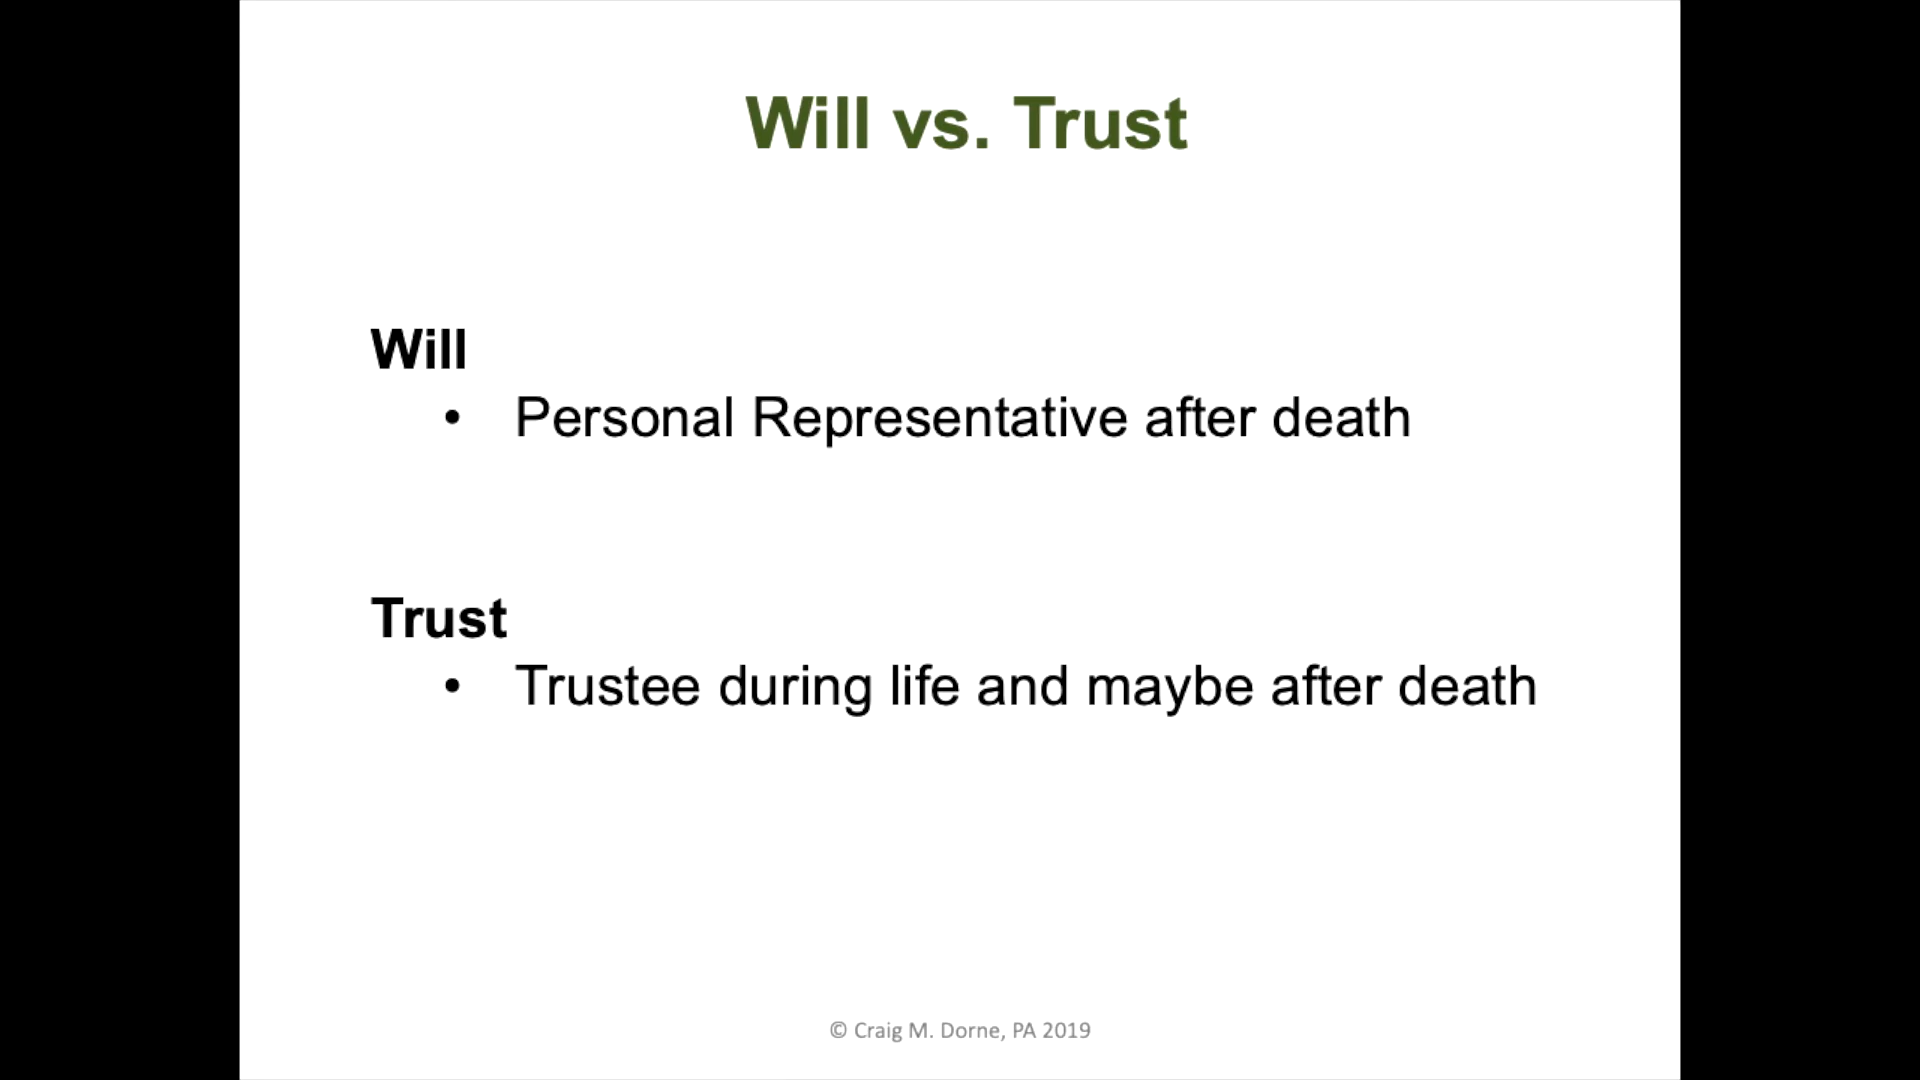 Will vs. Trust
Will
• Personal Representative after death
Trust
• Trustee during life and maybe after death
© Craig M. Dorne, PA 2019